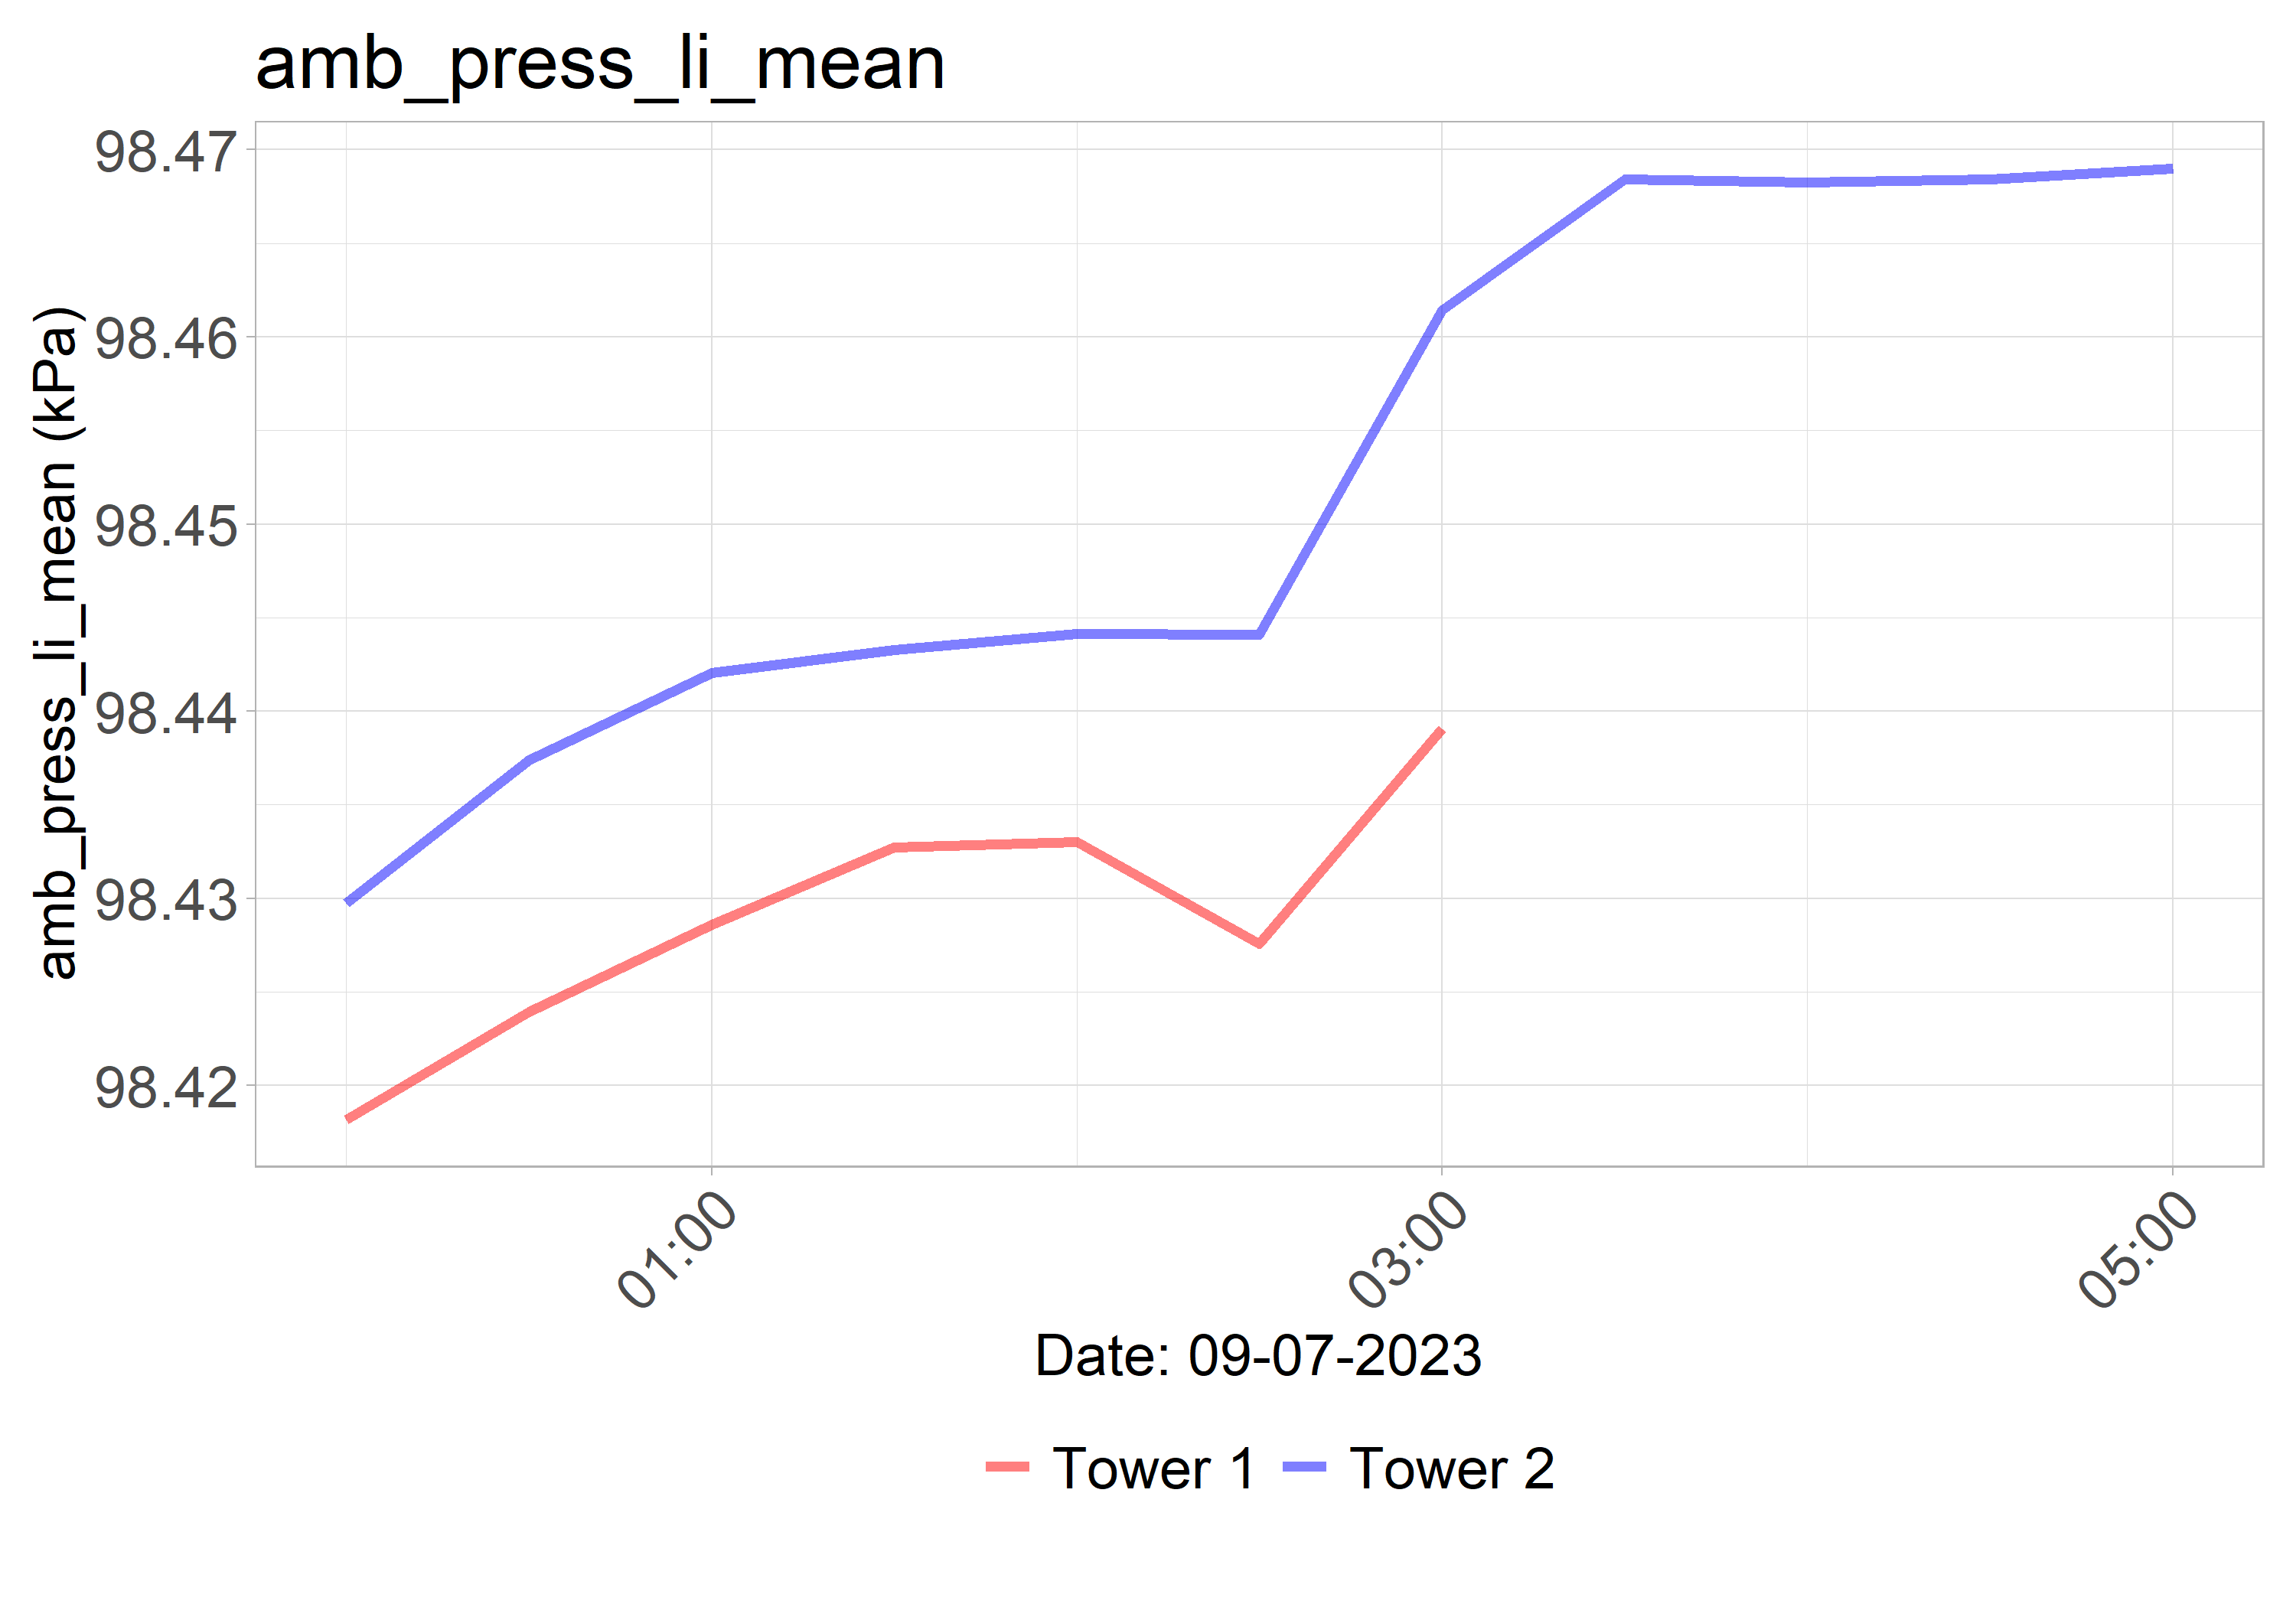 amb_press_li_mean
amb_press_li_mean (kPa)
98.47
98.46
98.45
98.44
98.43
98.42
01:00
03:00
05:00
Date: 09-07-2023
Tower 1
Tower 2